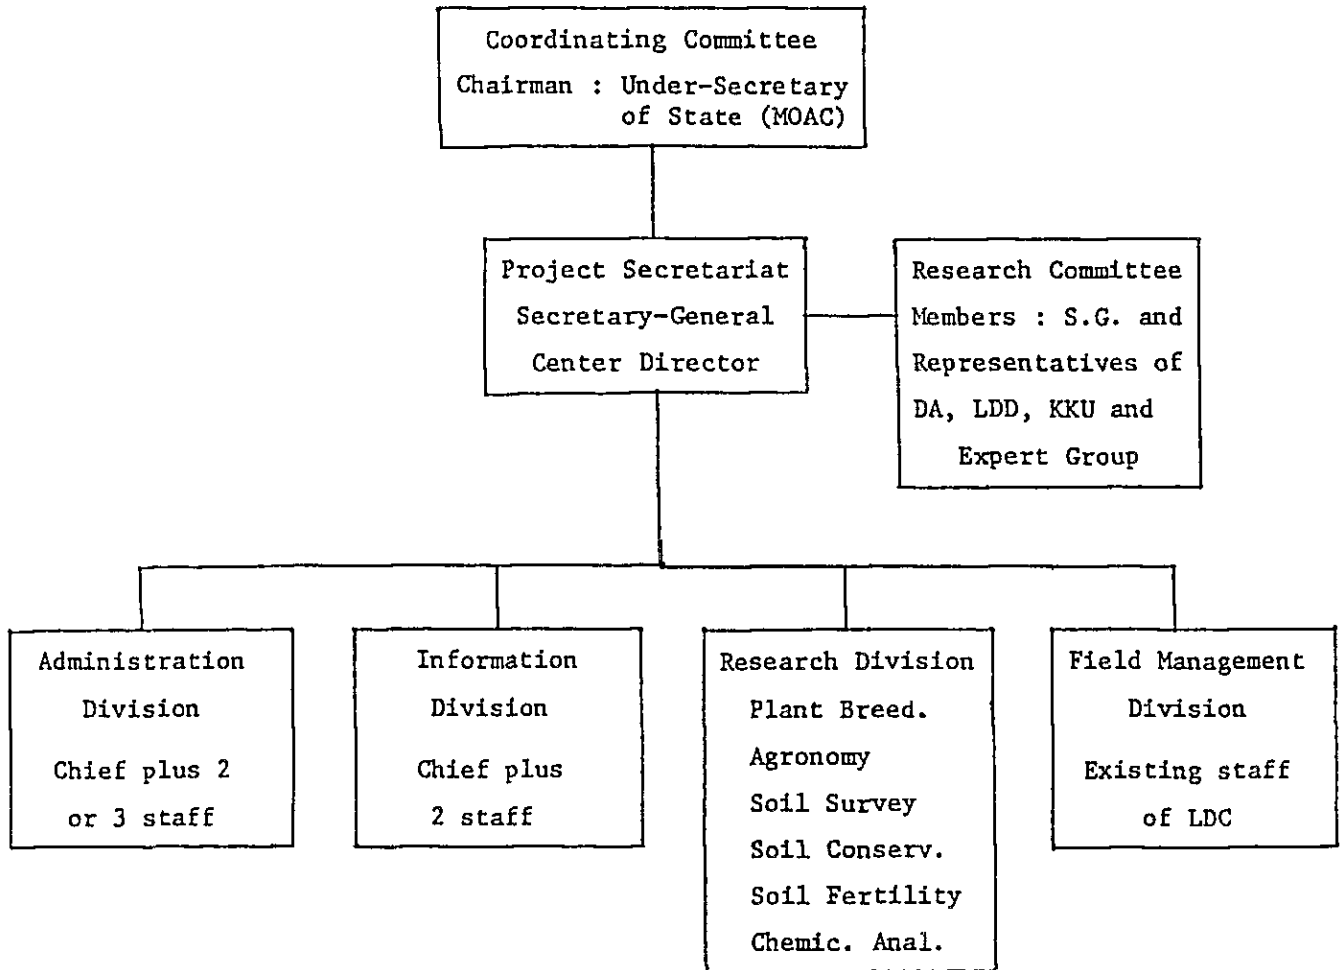 Coordinating Committee
Chairman : Under-Secretary
of State (MOAC)
Project Secretariat
Secretary-General
Center Director
Research Committee
Members : S.G. and
Representatives of
DA, LDD, KKU and
Expert Group
Administration
Division
Chief plus 2
or 3 staff
Information
Division
Chief plus
2 staff
Research Division
Plant Breed.
Agronomy
Soil Survey
Soil Conserv.
Soil Fertility
Chemic. Anal.
Field Management
Division
Existing staff
of LDC